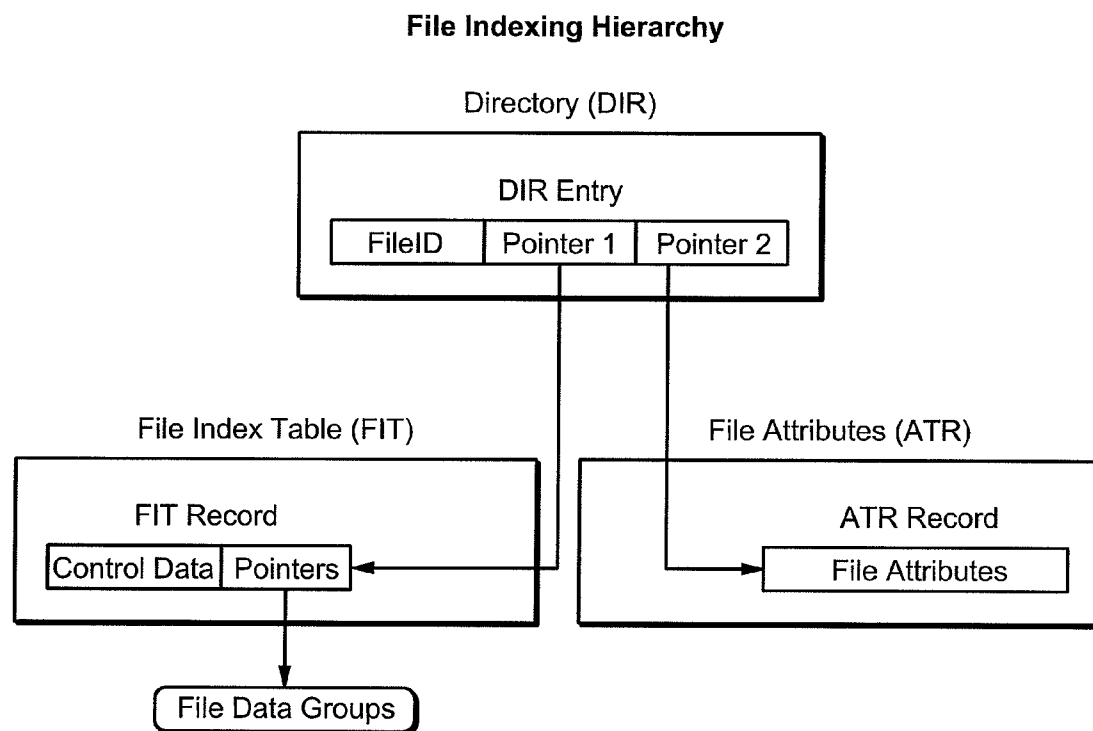 File Indexing Hierarchy
Directory (DIR)
DIR Entry
FileID Pointer 1 Pointer 2
File Index Table (FIT)
FIT Record
Control Data Pointers
File Data Groups
File Attributes (ATR)
ATR Record
File Attributes